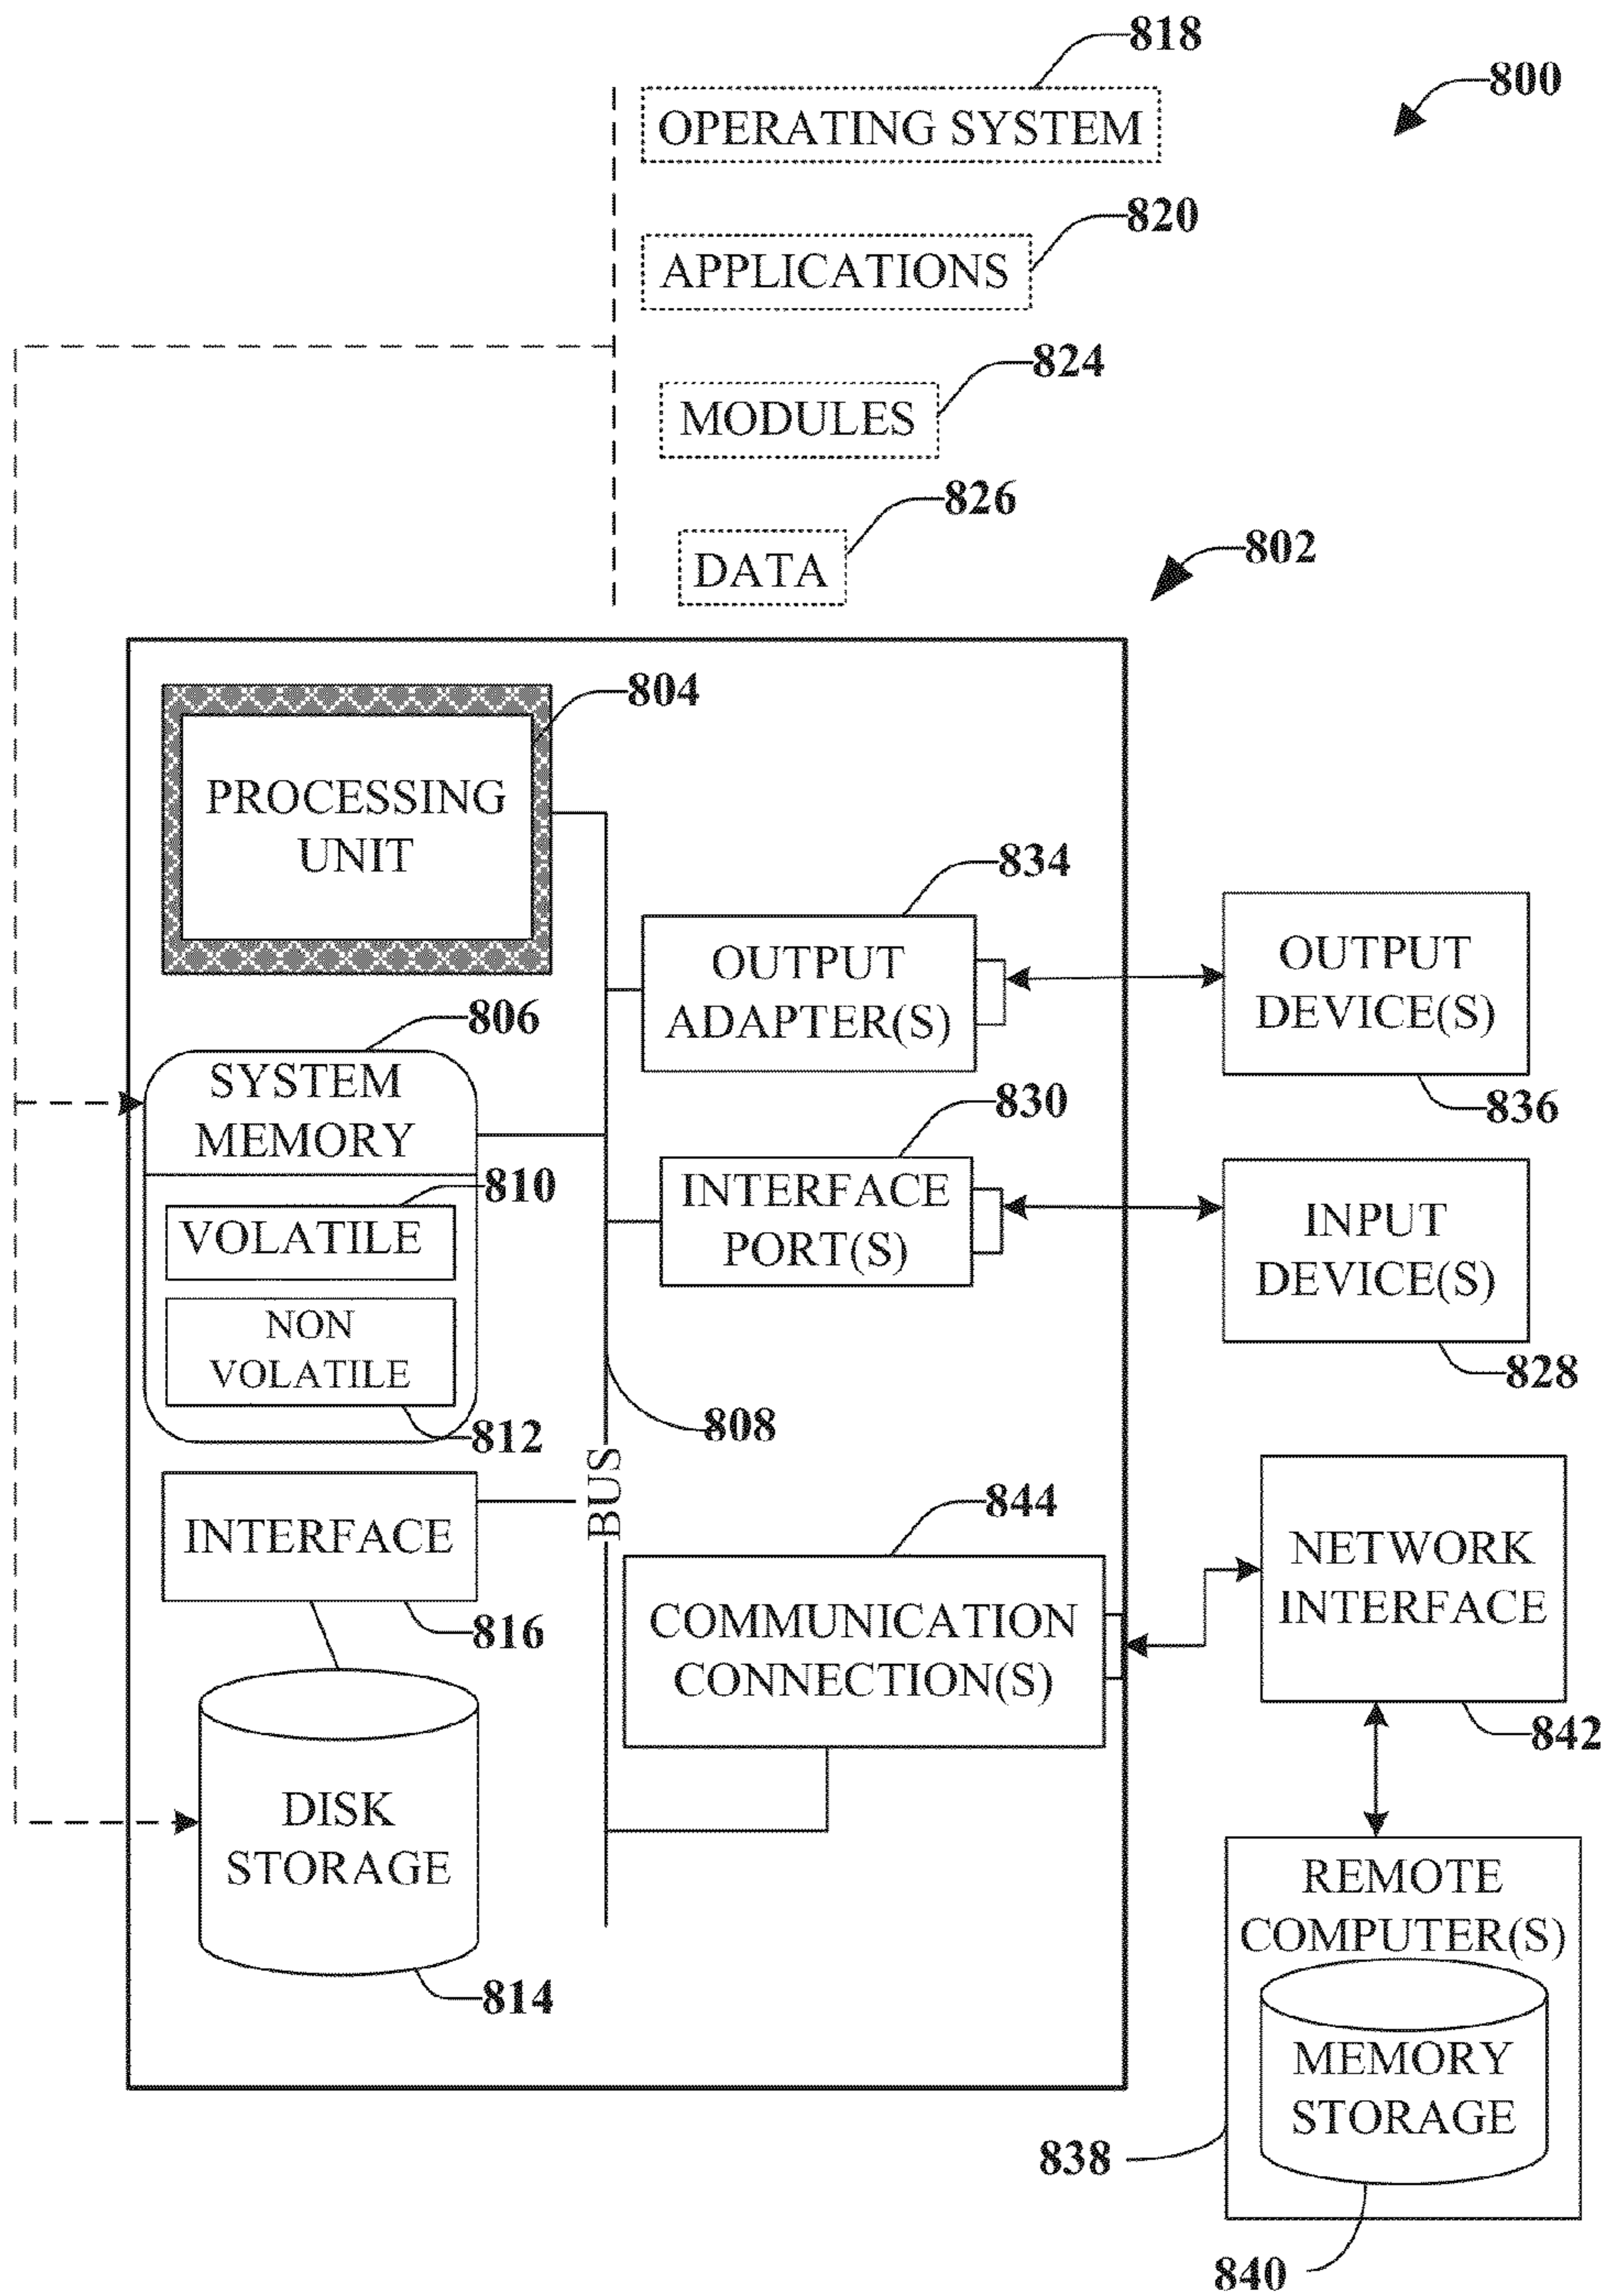 818
800
OPERATING SYSTEM
820
APPLICATIONS
824
MODULES
826
DATA
802
804
PROCESSING
UNIT
834
OUTPUT
ADAPTER(S)
OUTPUT
DEVICE(S)
836
806
SYSTEM
MEMORY
830
INTERFACE
PORT(S)
INPUT
DEVICE(S)
828
810
VOLATILE
NON
VOLATILE
812
808
BUS
INTERFACE
816
844
COMMUNICATION
CONNECTION(S)
NETWORK
INTERFACE
842
DISK
STORAGE
814
REMOTE
COMPUTER(S)
MEMORY
STORAGE
838
840